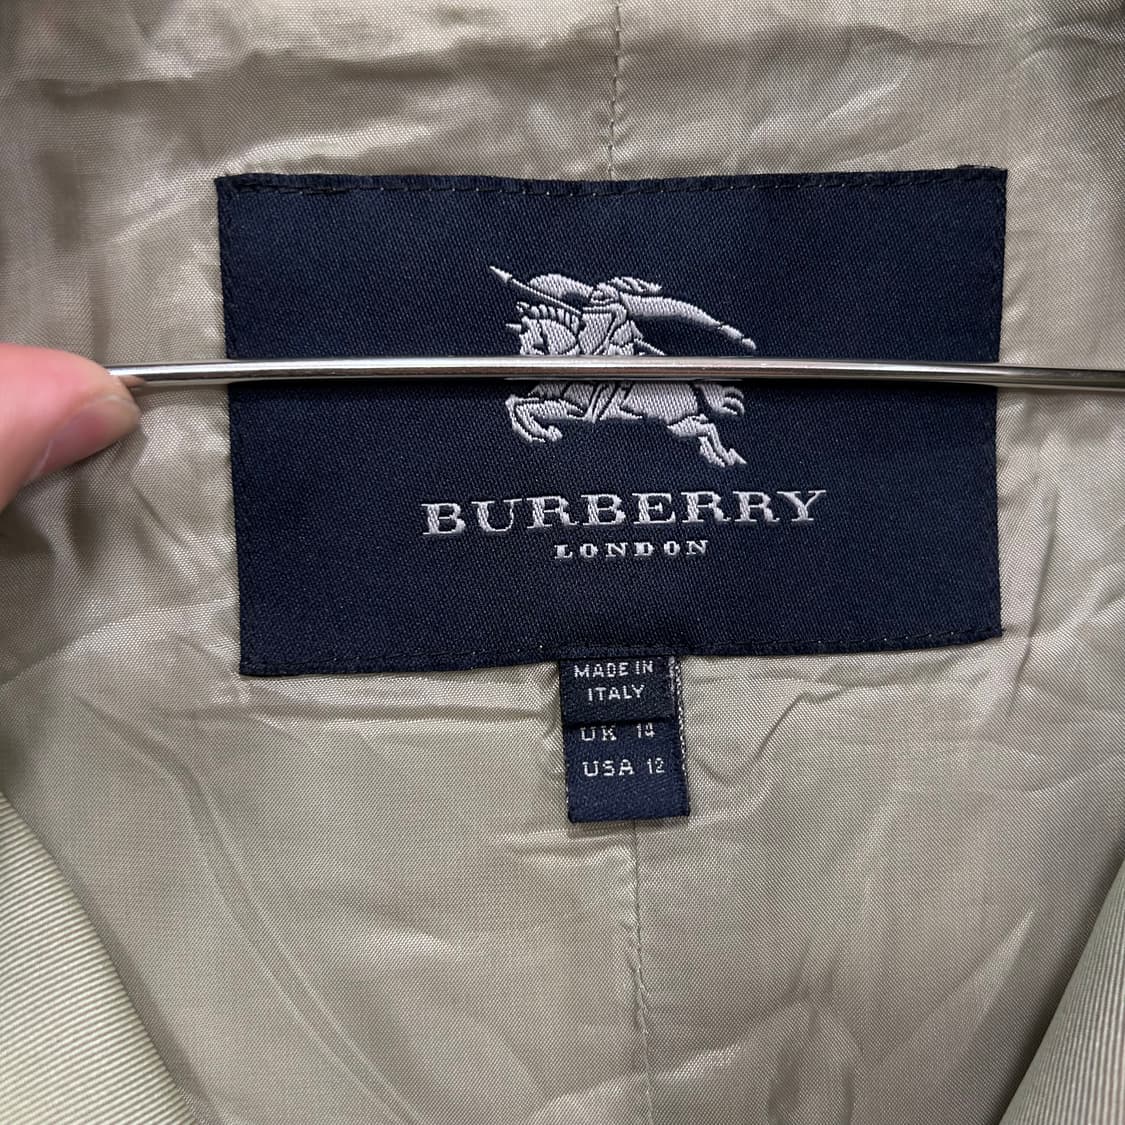 BURBERRY
LONDON
MADE IN
ITALY
UK 14
USA 12